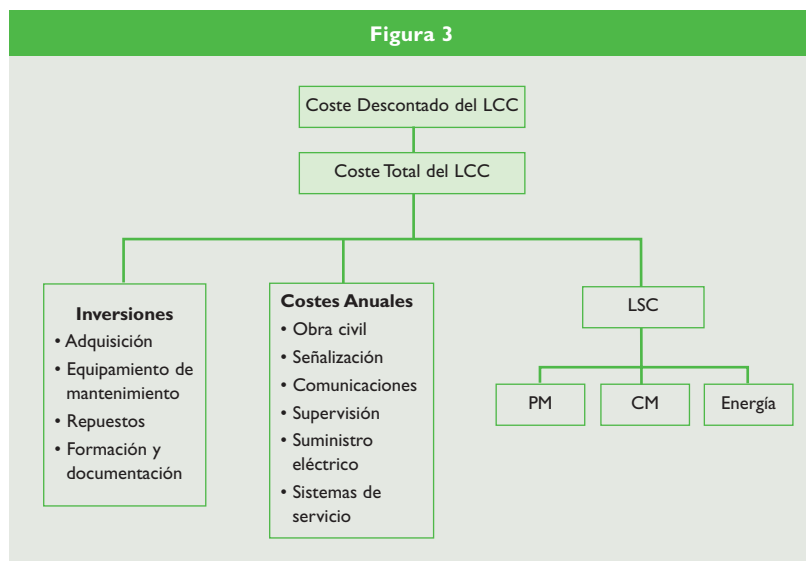 Figura 3
Coste Descontado del LCC
Coste Total del LCC
Inversiones
• Adquisición
• Equipamiento de
mantenimiento
• Repuestos
• Formación y
documentación
Costes Anuales
• Obra civil
• Señalización
• Comunicaciones
• Supervisión
• Suministro
eléctrico
• Sistemas de
servicio
LSC
PM
CM
Energía